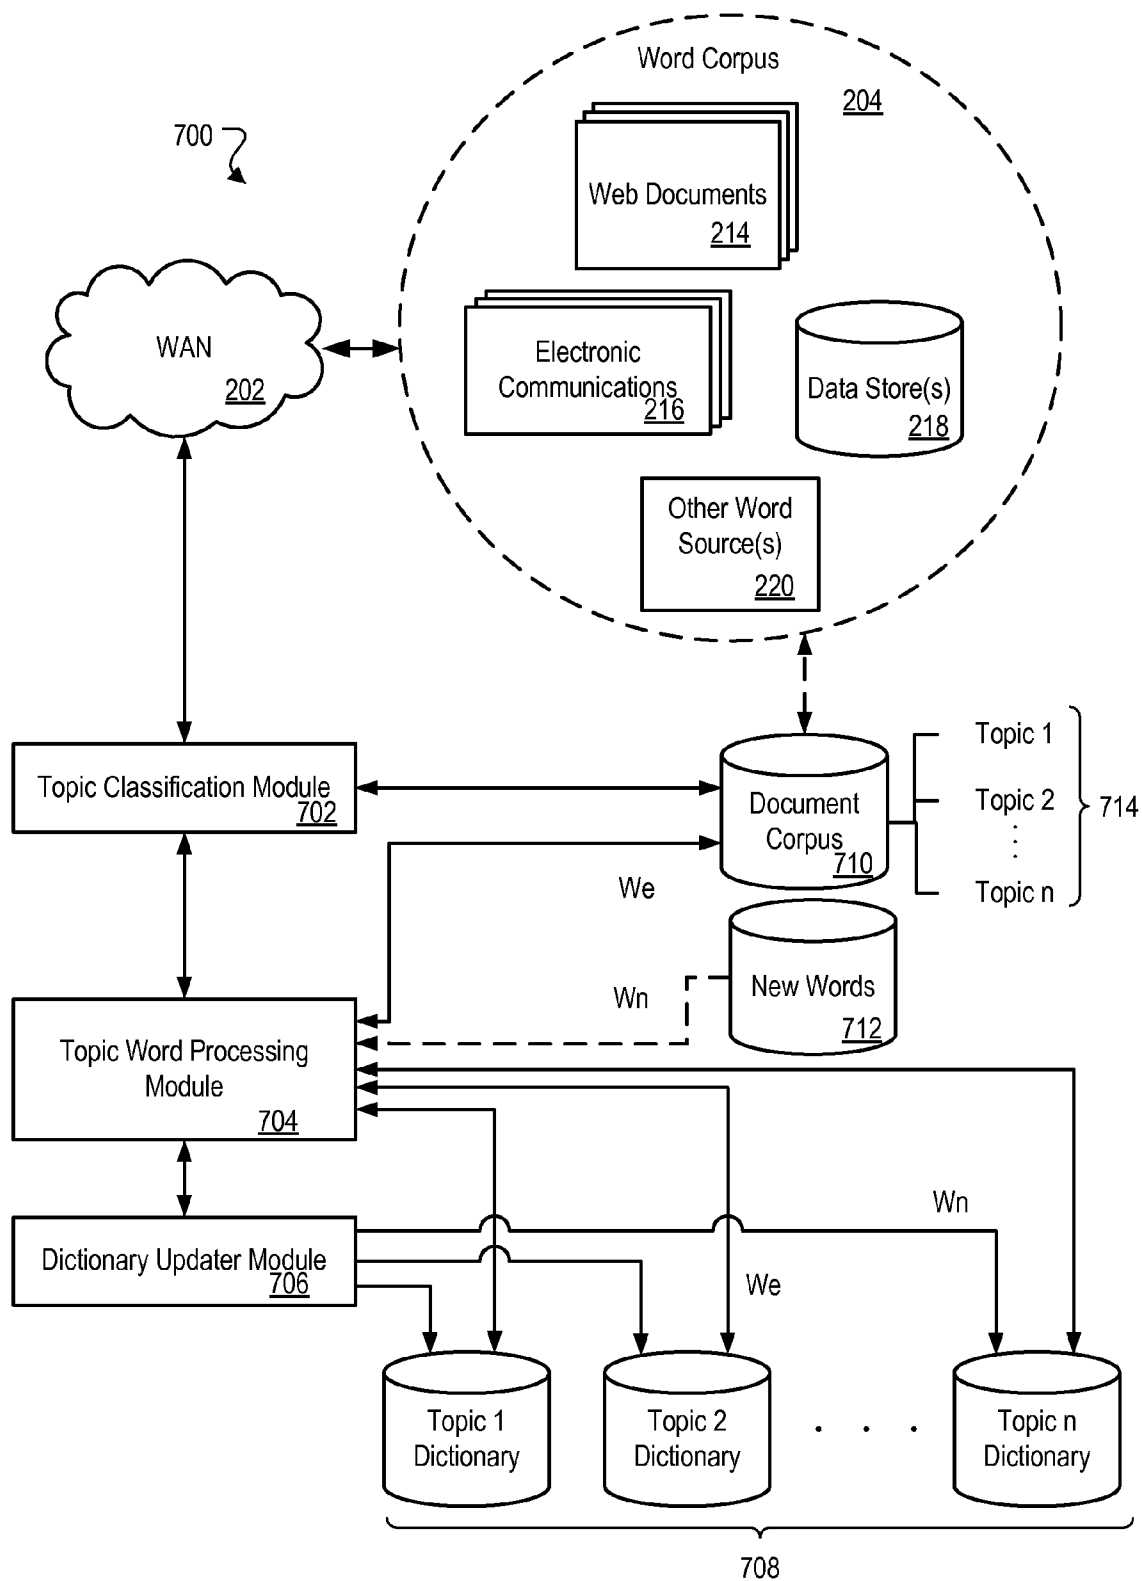 Word Corpus
204
700
Web Documents
214
WAN
202
Electronic
Communications
216
Data Store(s)
218
Other Word
Source(s)
220
Topic 1
Topic Classification Module
702
Document
Corpus
710
Topic 2
714
Topic n
We
New Words
712
Wn
Topic Word Processing
Module
704
Wn
Dictionary Updater Module
706
We
Topic 1
Dictionary
Topic 2
Dictionary
. . .
Topic n
Dictionary
708